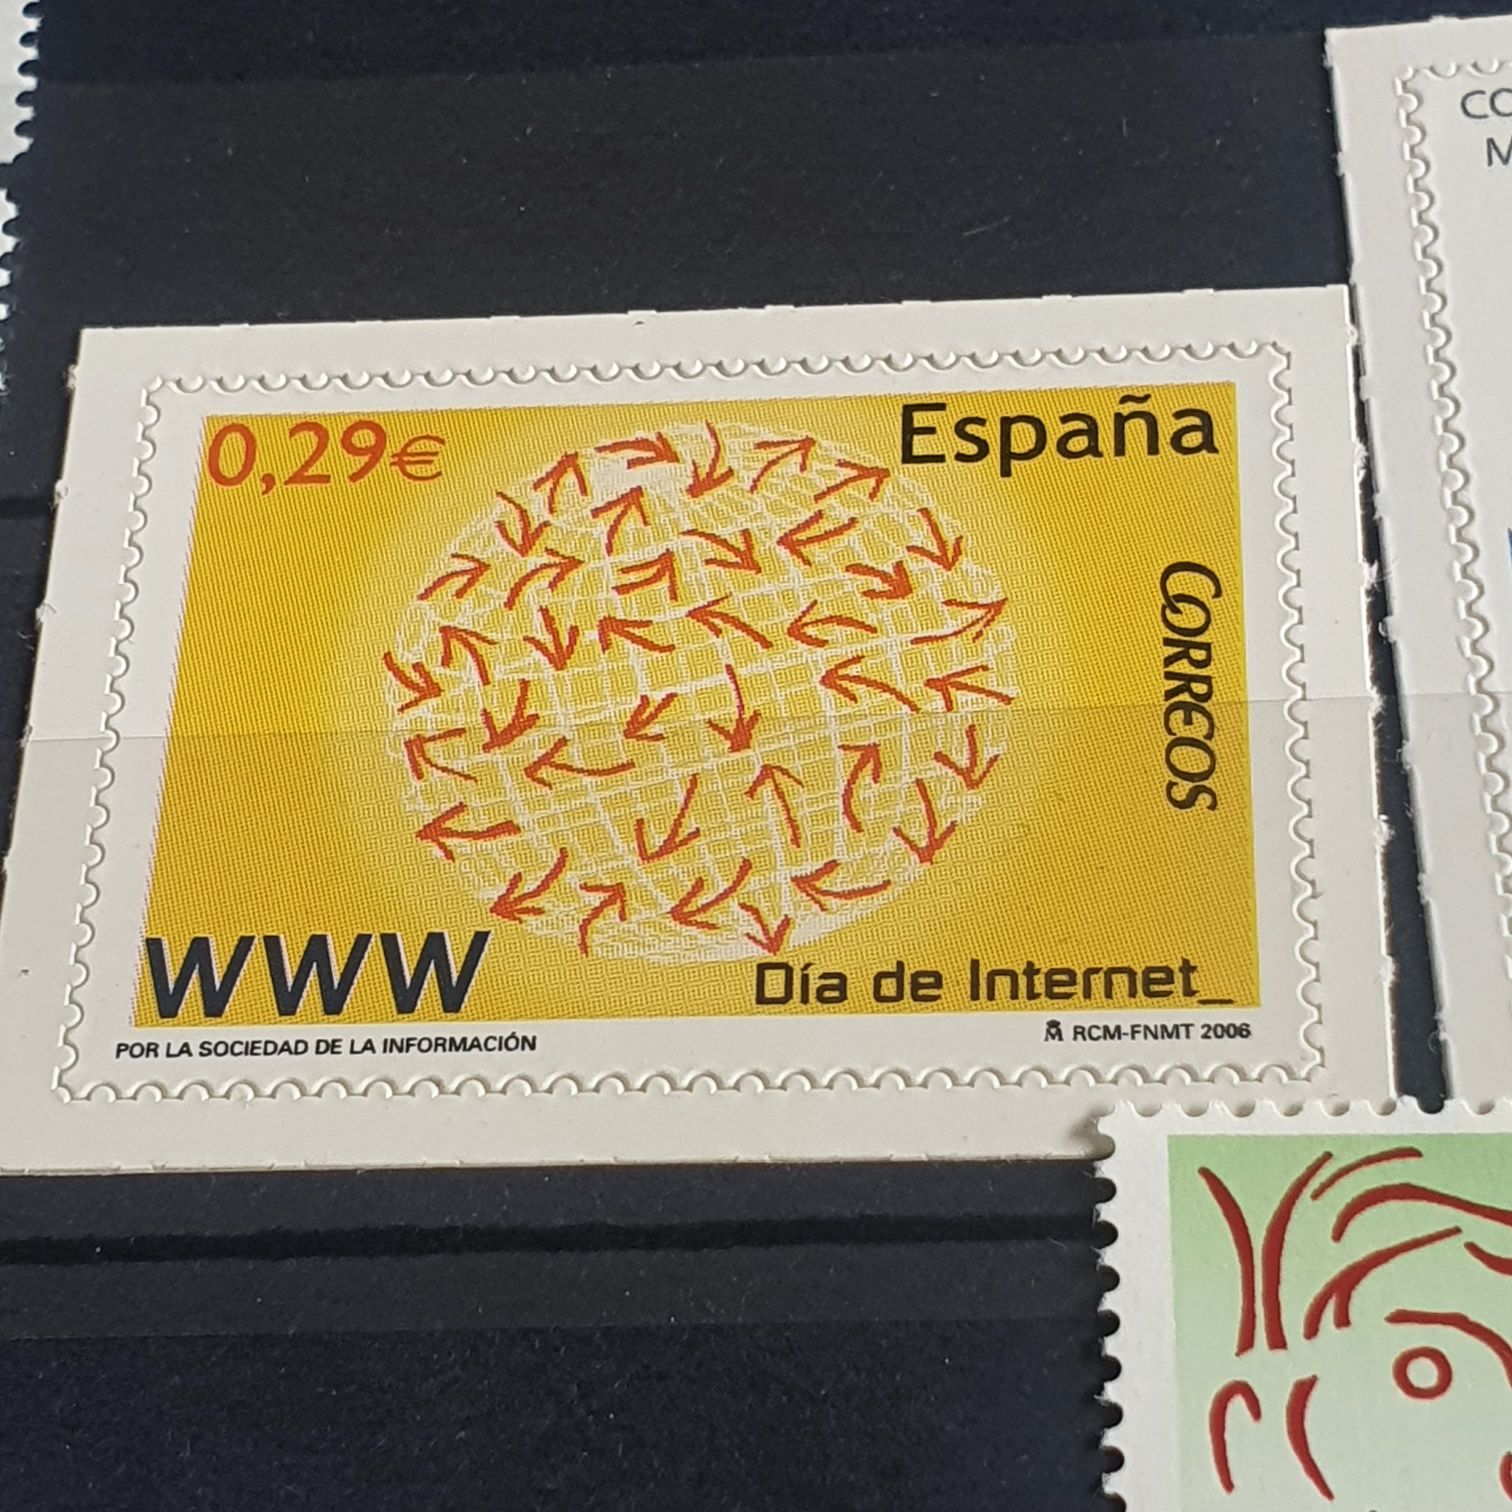 0,29€
España
CORREOS
WWW
Día de Internet_
POR LA SOCIEDAD DE LA INFORMACIÓN
RCM-FNMT 2006